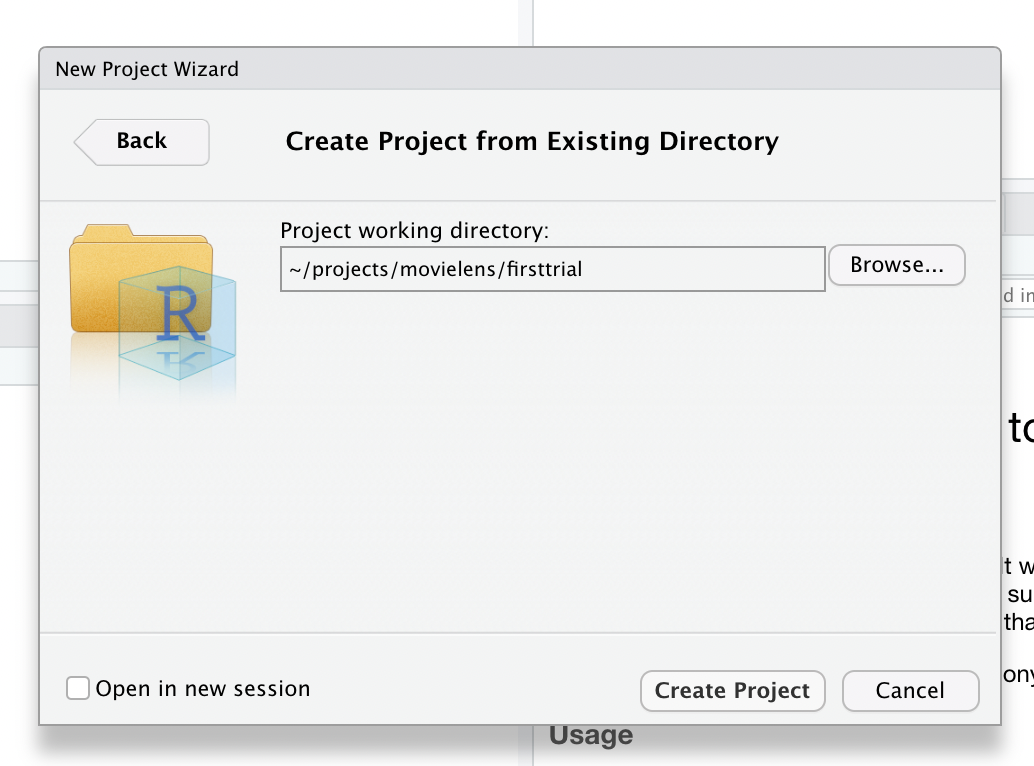 New Project Wizard
Back
Create Project from Existing Directory
Project working directory:
~/projects/movielens/firsttrial
Browse...
R
d in
to
t w
su
tha
ony
Open in new session
Create Project
Cancel
Usage